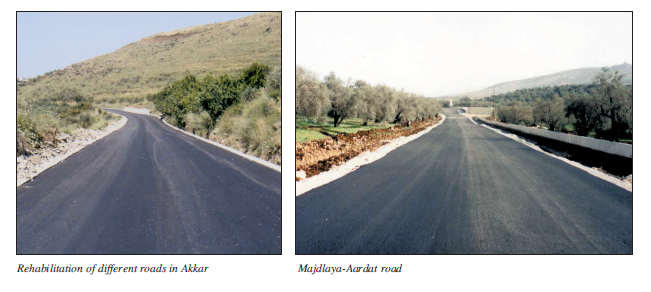 Rehabilitation of different roads in Akkar
Majdlaya-Aardat road